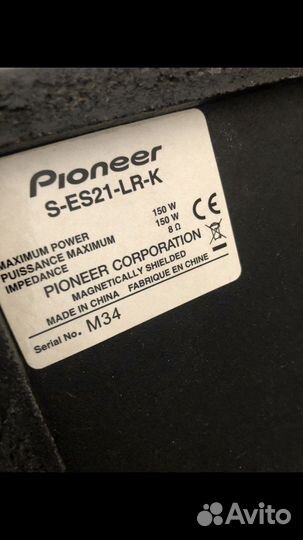 Pioneer
S-ES21-LR-K
MAXIMUM POWER 150 W
PUISSANCE MAXIMUM 150 W
IMPEDANCE 8 Ω
PIONEER CORPORATION
MAGNETICALLY SHIELDED
MADE IN CHINA FABRIQUE EN CHINE
Serial No. M34
CE
Avito